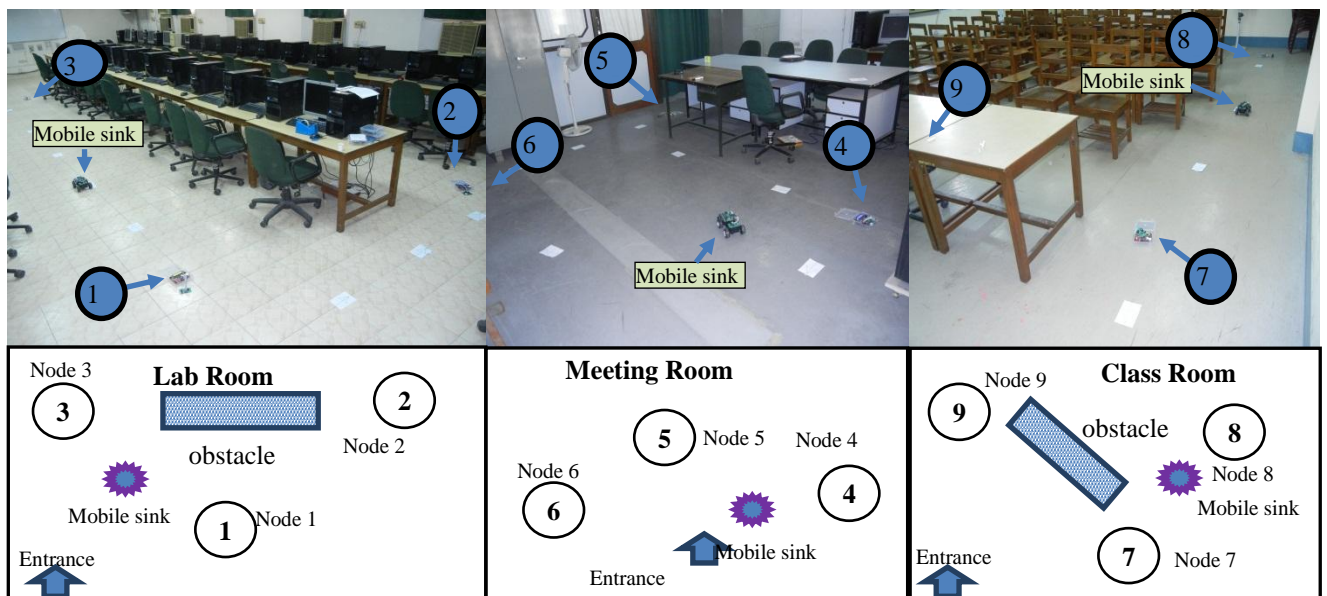 3
Mobile sink
2
1
5
6
4
Mobile sink
8
Mobile sink
9
7
Node 3
Lab Room
3
2
obstacle
Node 2
Mobile sink
1
Node 1
Entrance
Meeting Room
5
Node 5
Node 4
Node 6
6
4
Mobile sink
Entrance
Node 9
Class Room
9
obstacle
8
Node 8
Mobile sink
Entrance
7
Node 7